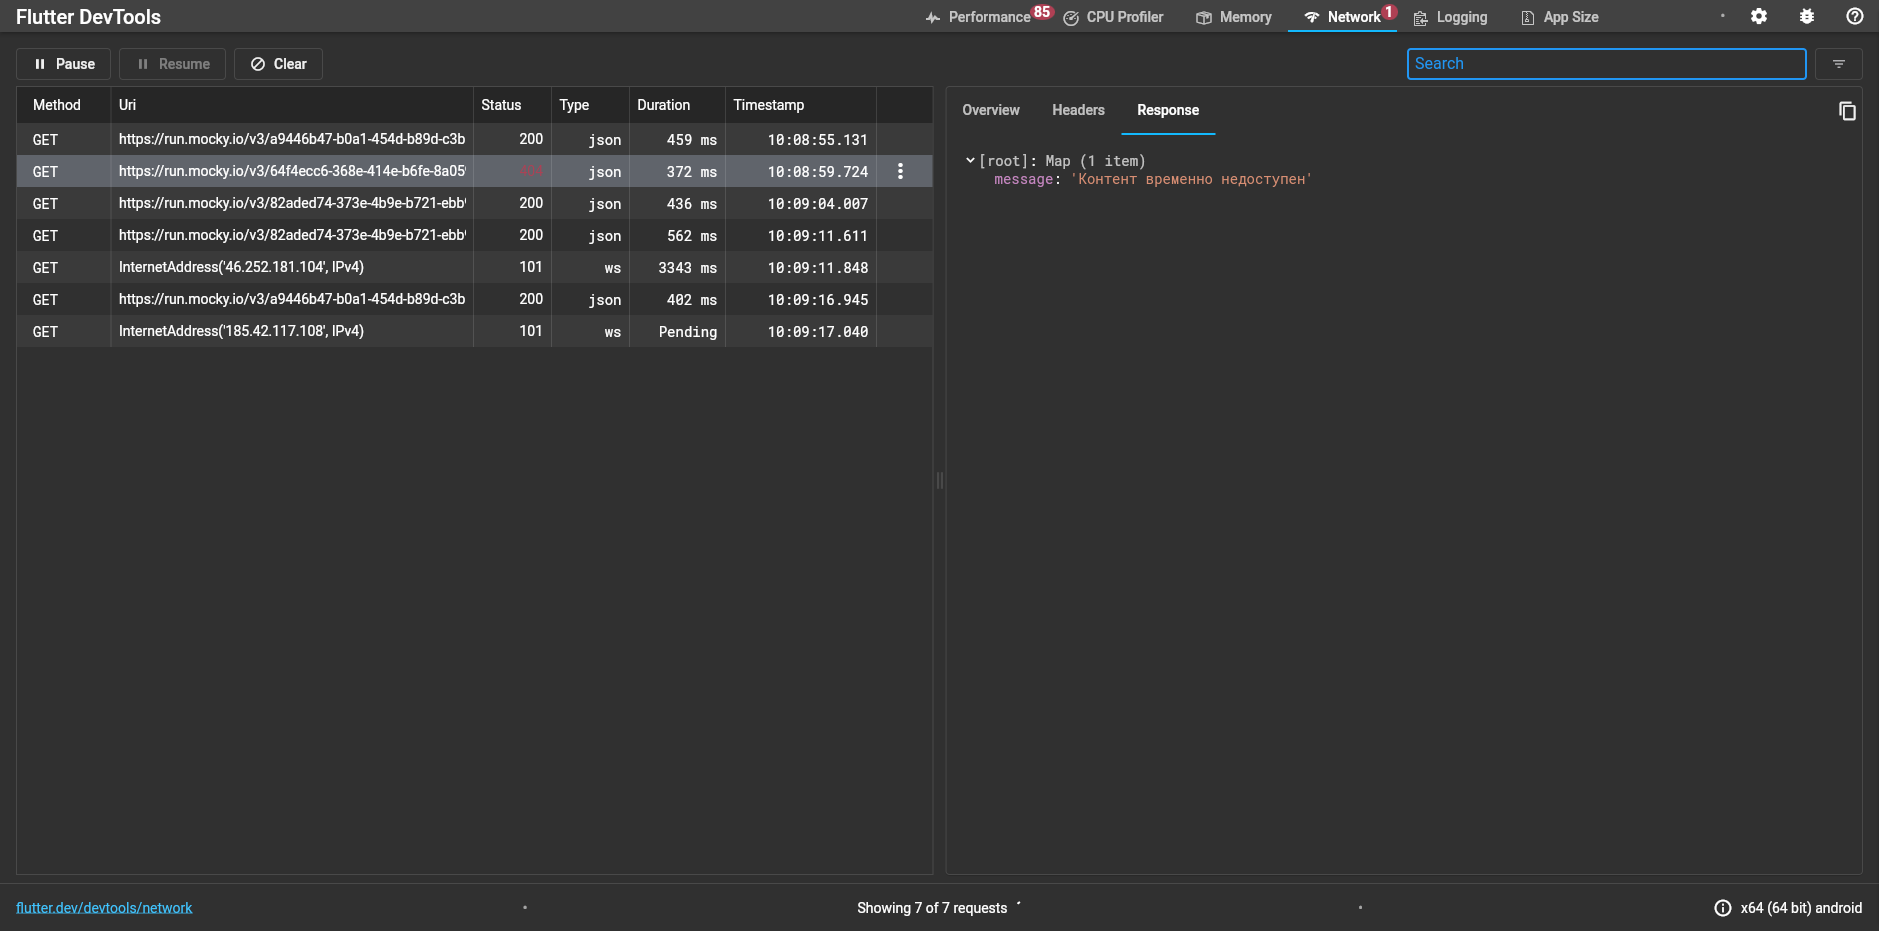 Flutter DevTools
Performance 85 CPU Profiler Memory Network 1 Logging App Size
Pause Resume Clear Search
Method Uri Status Type Duration Timestamp
GET https://run.mocky.io/v3/a9446b47-b0a1-454d-b89d-c3b 200 json 459 ms 10:08:55.131
GET https://run.mocky.io/v3/64f4ecc6-368e-414e-b6fe-8a05 json 372 ms 10:08:59.724
GET https://run.mocky.io/v3/82aded74-373e-4b9e-b721-ebb 200 json 436 ms 10:09:04.007
GET https://run.mocky.io/v3/82aded74-373e-4b9e-b721-ebb 200 json 562 ms 10:09:11.611
GET InternetAddress('46.252.181.104', IPv4) 101 ws 3343 ms 10:09:11.848
GET https://run.mocky.io/v3/a9446b47-b0a1-454d-b89d-c3b 200 json 402 ms 10:09:16.945
GET InternetAddress('185.42.117.108', IPv4) 101 ws Pending 10:09:17.040
Overview Headers Response
[root]: Map (1 item)
message: 'Контент временно недоступен'
flutter.dev/devtools/network
Showing 7 of 7 requests
x64 (64 bit) android